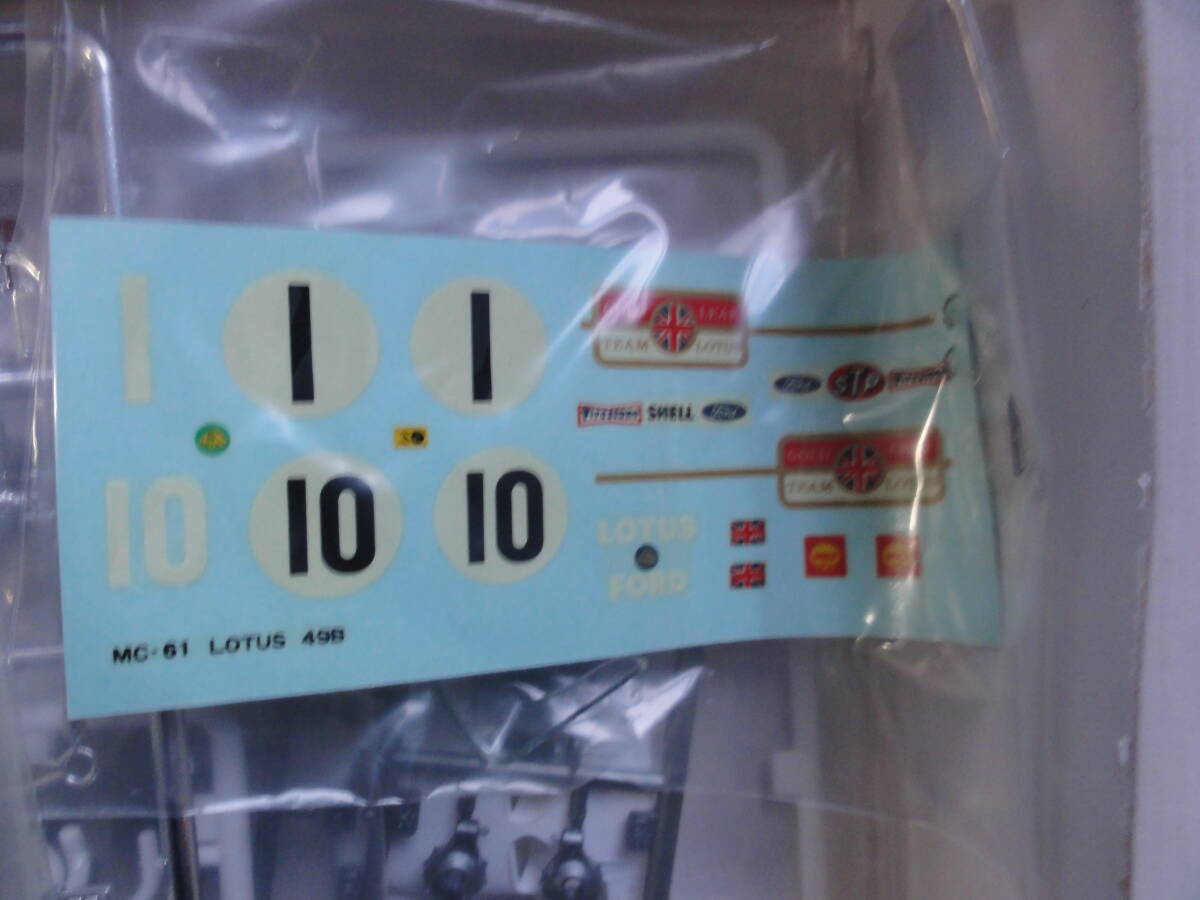 1 1 1
GOLD LEAF
TEAM LOTUS
Ford STP Firestone
Firestone SHELL Ford
10 10 10
GOLD LEAF
TEAM LOTUS
LOTUS
FORD
MC-61 LOTUS 49B